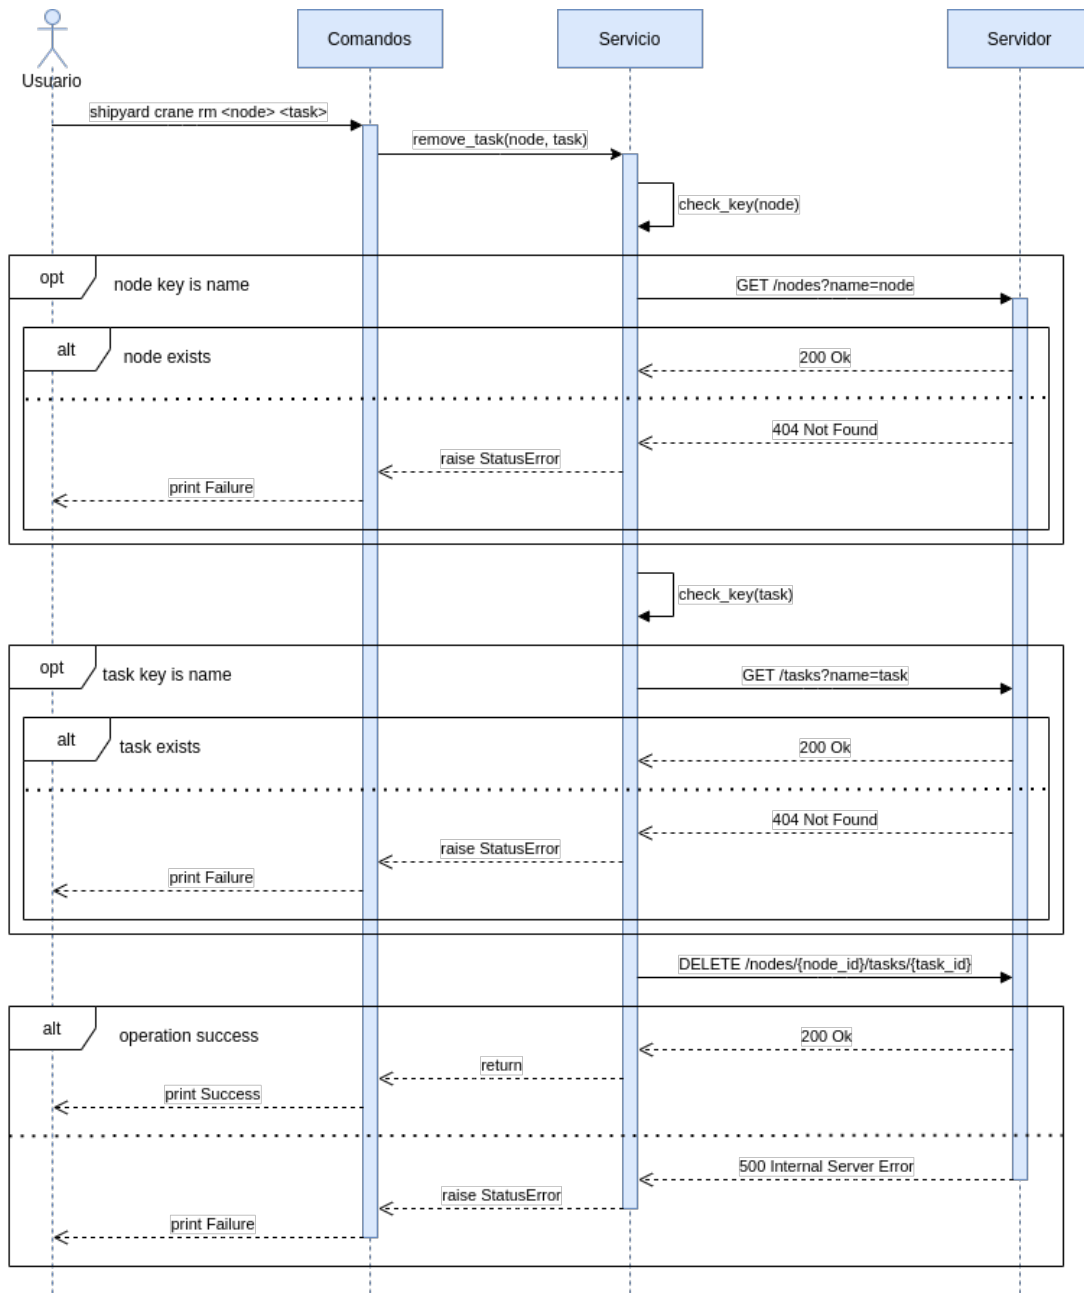 Usuario
Comandos
Servicio
Servidor
shipyard crane rm <node> <task>
remove_task(node, task)
check_key(node)
opt
node key is name
GET /nodes?name=node
alt
node exists
200 Ok
404 Not Found
raise StatusError
print Failure
check_key(task)
opt
task key is name
GET /tasks?name=task
alt
task exists
200 Ok
404 Not Found
raise StatusError
print Failure
DELETE /nodes/{node_id}/tasks/{task_id}
alt
operation success
200 Ok
return
print Success
500 Internal Server Error
raise StatusError
print Failure